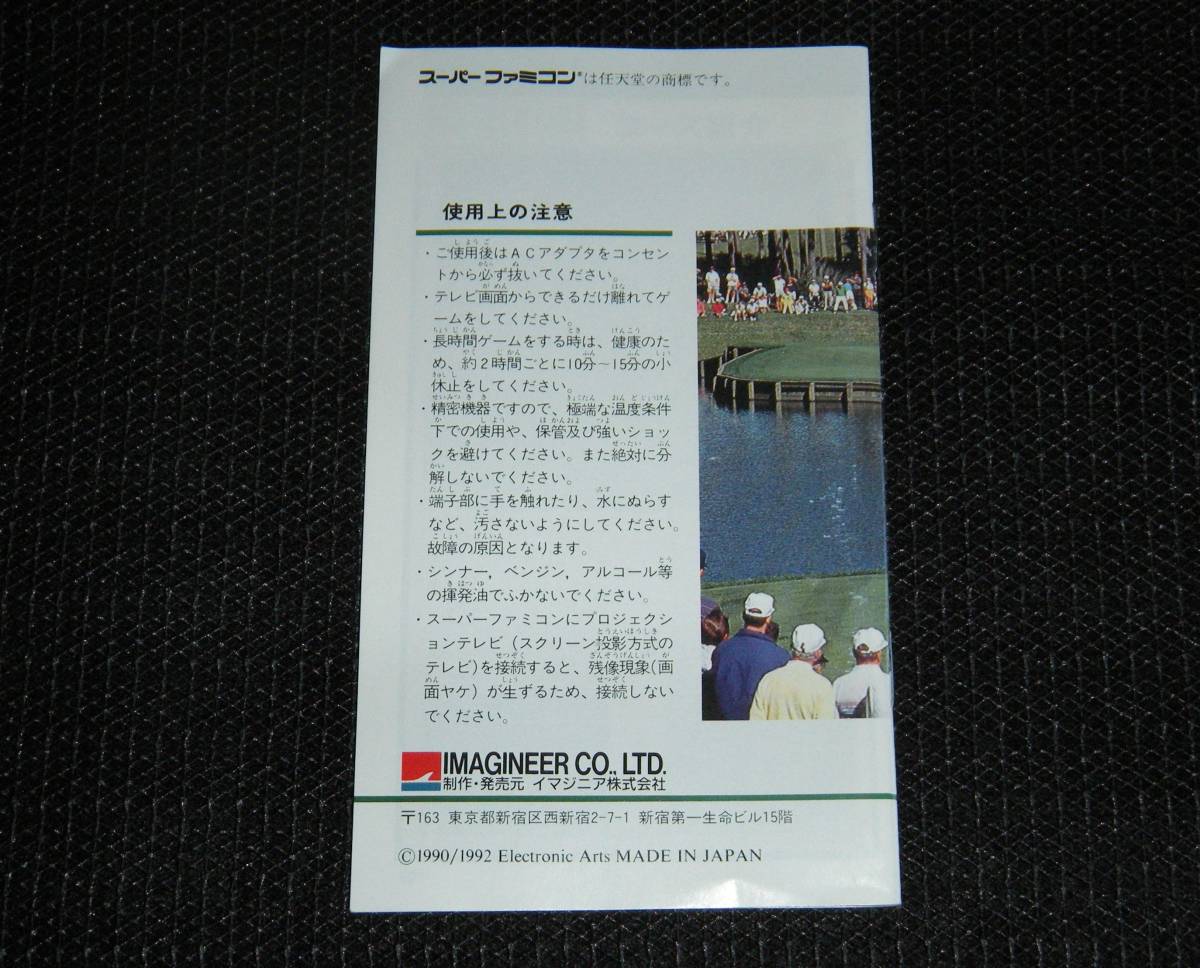 スーパーファミコン®は任天堂の商標です。
使用上の注意
・ご使用後はACアダプタをコンセン
トから必ず抜いてください。
・テレビ画面からできるだけ離れてゲ
ームをしてください。
・長時間ゲームをする時は、健康のた
め、約2時間ごとに10分〜15分の小
休止をしてください。
・精密機器ですので、極端な温度条件
下での使用や、保管及び強いショッ
クを避けてください。また絶対に分
解しないでください。
・端子部に手を触れたり、水にぬらす
など、汚さないようにしてください。
故障の原因となります。
・シンナー，ベンジン，アルコール等
の揮発油でふかないでください。
・スーパーファミコンにプロジェクシ
ョンテレビ（スクリーン投影方式の
テレビ）を接続すると、残像現象（画
面ヤケ）が生ずるため、接続しない
でください。
IMAGINEER CO., LTD.
制作・発売元 イマジニア株式会社
〒163 東京都新宿区西新宿2-7-1 新宿第一生命ビル15階
©1990/1992 Electronic Arts MADE IN JAPAN